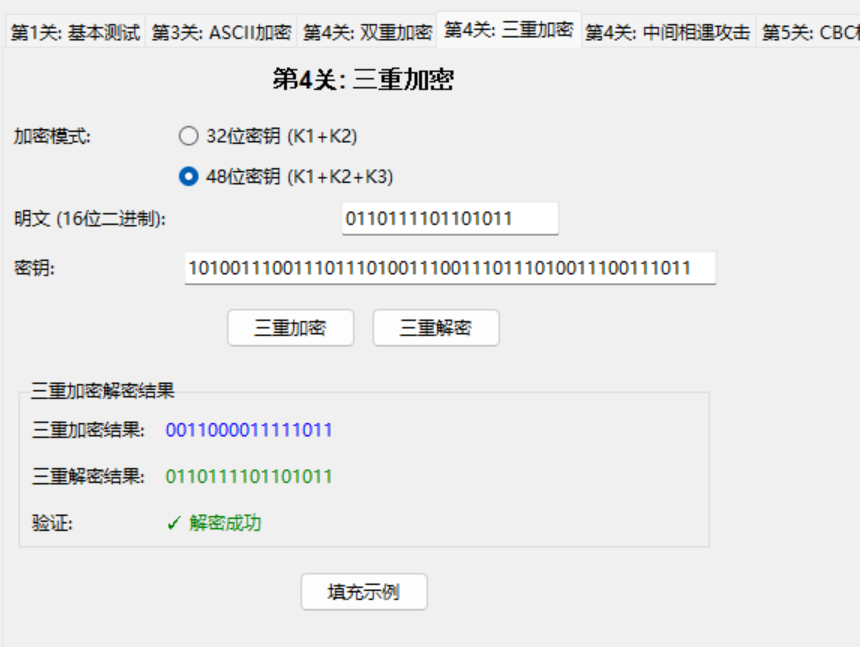 第1关: 基本测试 第3关: ASCII加密 第4关: 双重加密 第4关: 三重加密 第4关: 中间相遇攻击 第5关: CBC
第4关: 三重加密
加密模式:
32位密钥 (K1+K2)
48位密钥 (K1+K2+K3)
明文 (16位二进制): 0110111101101011
密钥: 101001110011101110100111001110111010011100111011
三重加密 三重解密
三重加密解密结果
三重加密结果: 0011000011111011
三重解密结果: 0110111101101011
验证: ✓ 解密成功
填充示例